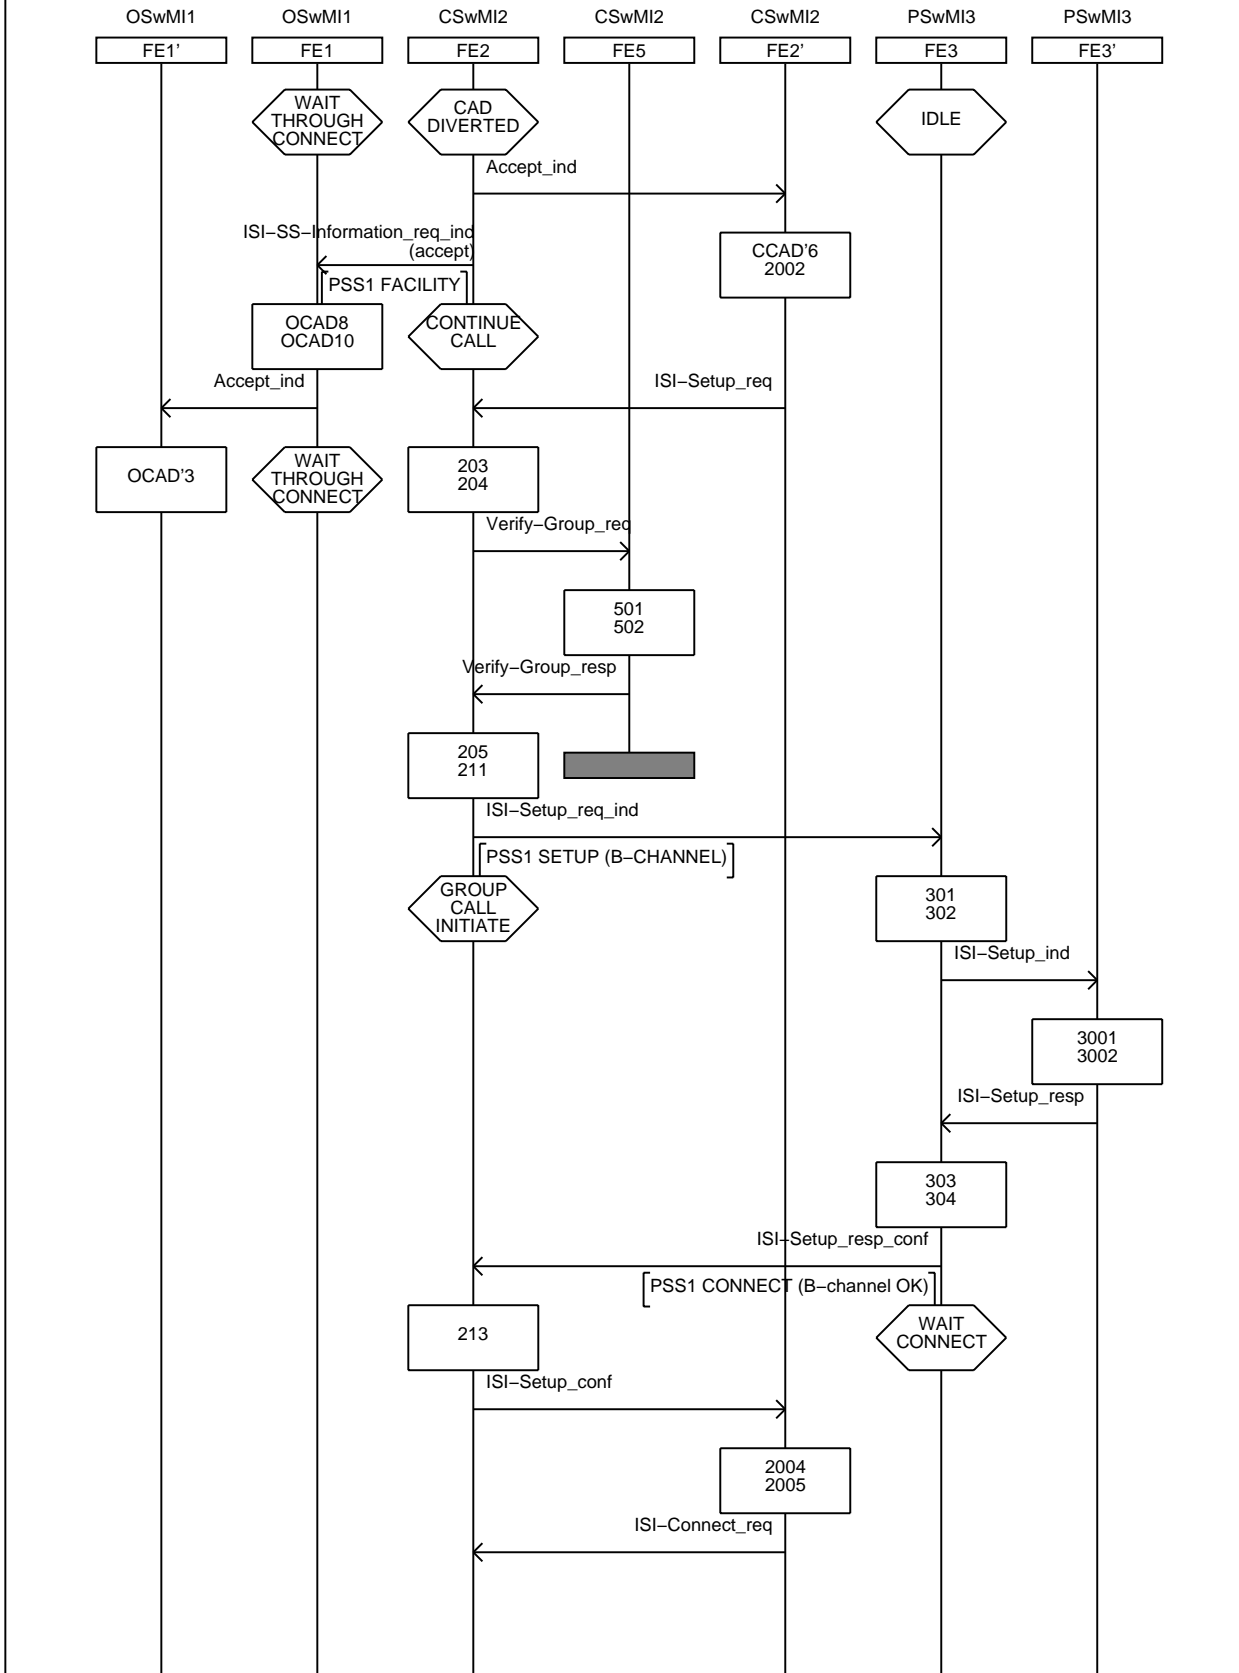 OSwMI1 OSwMI1 CSwMI2 CSwMI2 CSwMI2 PSwMI3 PSwMI3
FE1' FE1 FE2 FE5 FE2' FE3 FE3'
WAIT
THROUGH
CONNECT
CAD
DIVERTED
IDLE
Accept_ind
ISI–SS–Information_req_ind
(accept)
CCAD'6
2002
PSS1 FACILITY
OCAD8
OCAD10
CONTINUE
CALL
Accept_ind
ISI–Setup_req
OCAD'3
WAIT
THROUGH
CONNECT
203
204
Verify–Group_req
501
502
Verify–Group_resp
205
211
ISI–Setup_req_ind
PSS1 SETUP (B–CHANNEL)
GROUP
CALL
INITIATE
301
302
ISI–Setup_ind
3001
3002
ISI–Setup_resp
303
304
ISI–Setup_resp_conf
PSS1 CONNECT (B–channel OK)
213
WAIT
CONNECT
ISI–Setup_conf
2004
2005
ISI–Connect_req